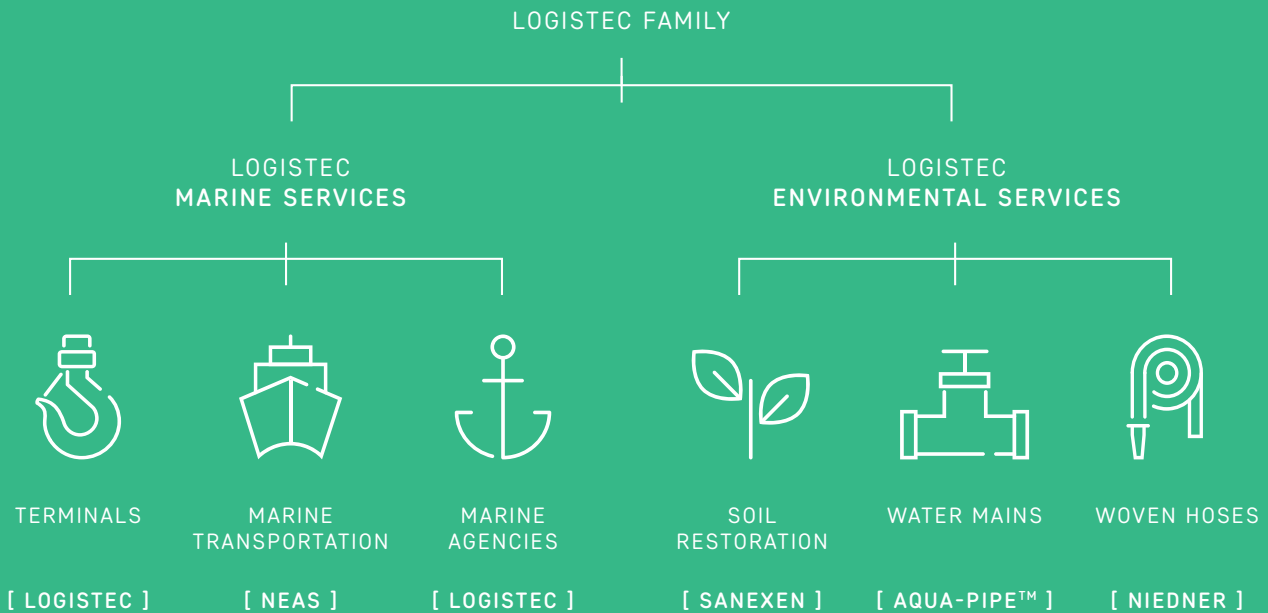 LOGISTEC FAMILY
LOGISTEC
MARINE SERVICES
LOGISTEC
ENVIRONMENTAL SERVICES
TERMINALS
[ LOGISTEC ]
MARINE
TRANSPORTATION
[ NEAS ]
MARINE
AGENCIES
[ LOGISTEC ]
SOIL
RESTORATION
[ SANEXEN ]
WATER MAINS
[ AQUA-PIPE™ ]
WOVEN HOSES
[ NIEDNER ]